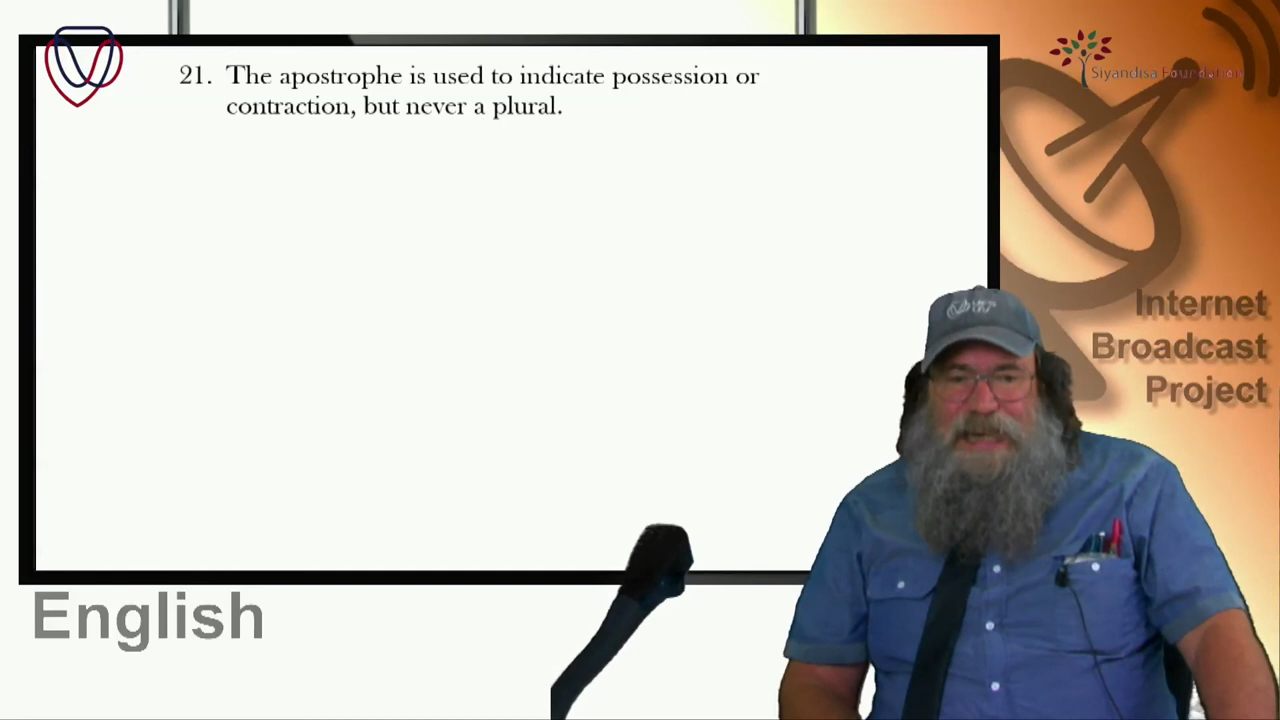 21. The apostrophe is used to indicate possession or
contraction, but never a plural.
Siyandisa Foundation
Internet
Broadcast
Project
English